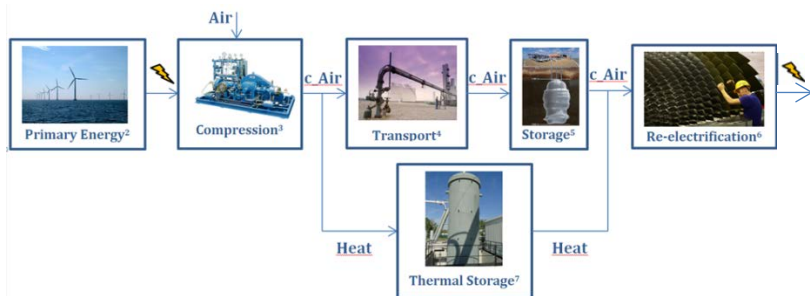 Air
c_Air
c_Air
c_Air
Primary Energy²
Compression³
Transport⁴
Storage⁵
Re-electrification⁶
Heat
Heat
Thermal Storage⁷